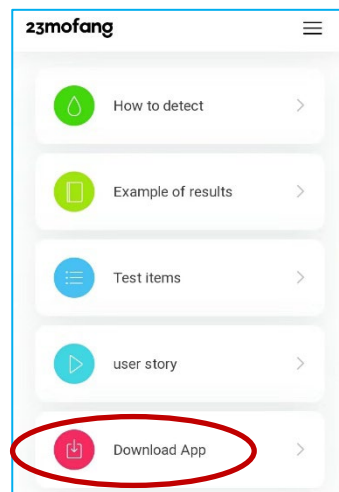 23mofang
How to detect
Example of results
Test items
user story
Download App